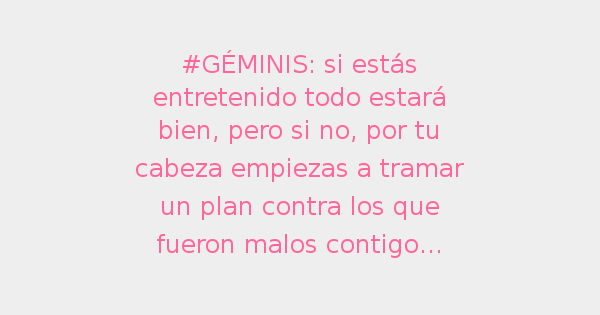 #GÉMINIS: si estás
entretenido todo estará
bien, pero si no, por tu
cabeza empiezas a tramar
un plan contra los que
fueron malos contigo...